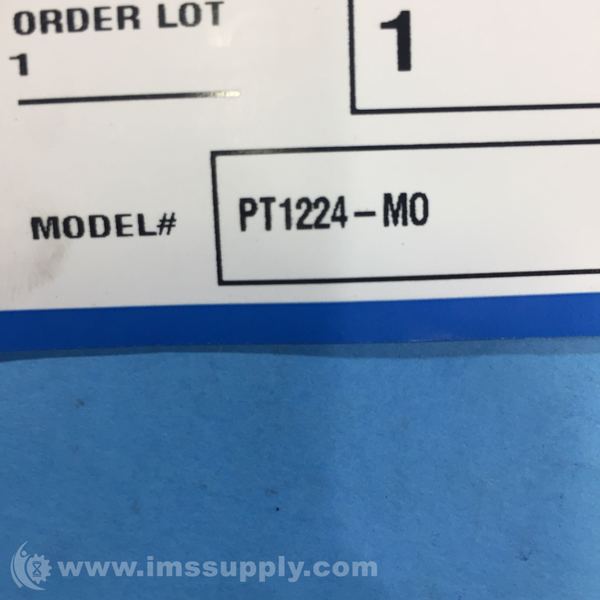 ORDER LOT
1
1
MODEL#
PT1224-MO
www.imssupply.com